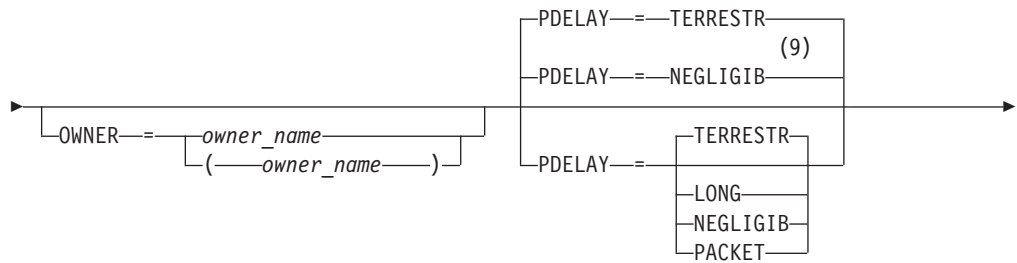 PDELAY = TERRESTR
(9)
PDELAY = NEGLIGIB
OWNER = owner_name
( owner_name )
PDELAY =
TERRESTR
LONG
NEGLIGIB
PACKET